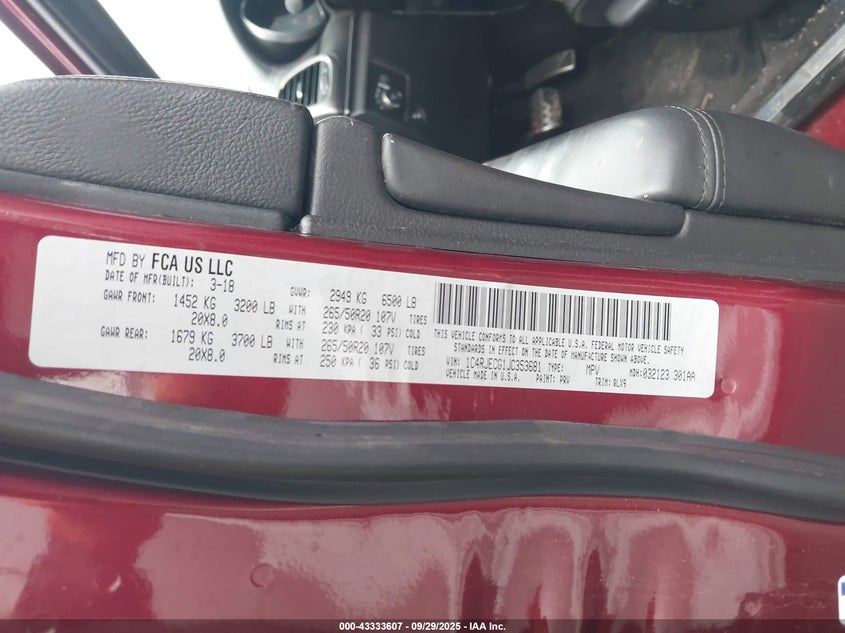 MFD BY FCA US LLC
DATE OF MFR(BUILT): 3-18
GVWR: 2949 KG 6500 LB
GAWR FRONT: 1452 KG 3200 LB WITH 265/50R20 107V TIRES
20X8.0 RIMS AT 230 KPA ( 33 PSI) COLD
GAWR REAR: 1679 KG 3700 LB WITH 265/50R20 107V TIRES
20X8.0 RIMS AT 250 KPA ( 36 PSI) COLD
THIS VEHICLE CONFORMS TO ALL APPLICABLE U.S.A. FEDERAL MOTOR VEHICLE SAFETY
STANDARDS IN EFFECT ON THE DATE OF MANUFACTURE SHOWN ABOVE.
VIN: 1C4RJECG1JC353681 TYPE: MPV MDH:032123 301AA
VEHICLE MADE IN U.S.A. PAINT: PRV TRIM: QLX9
000-43333607 - 09/29/2025 - IAA Inc.